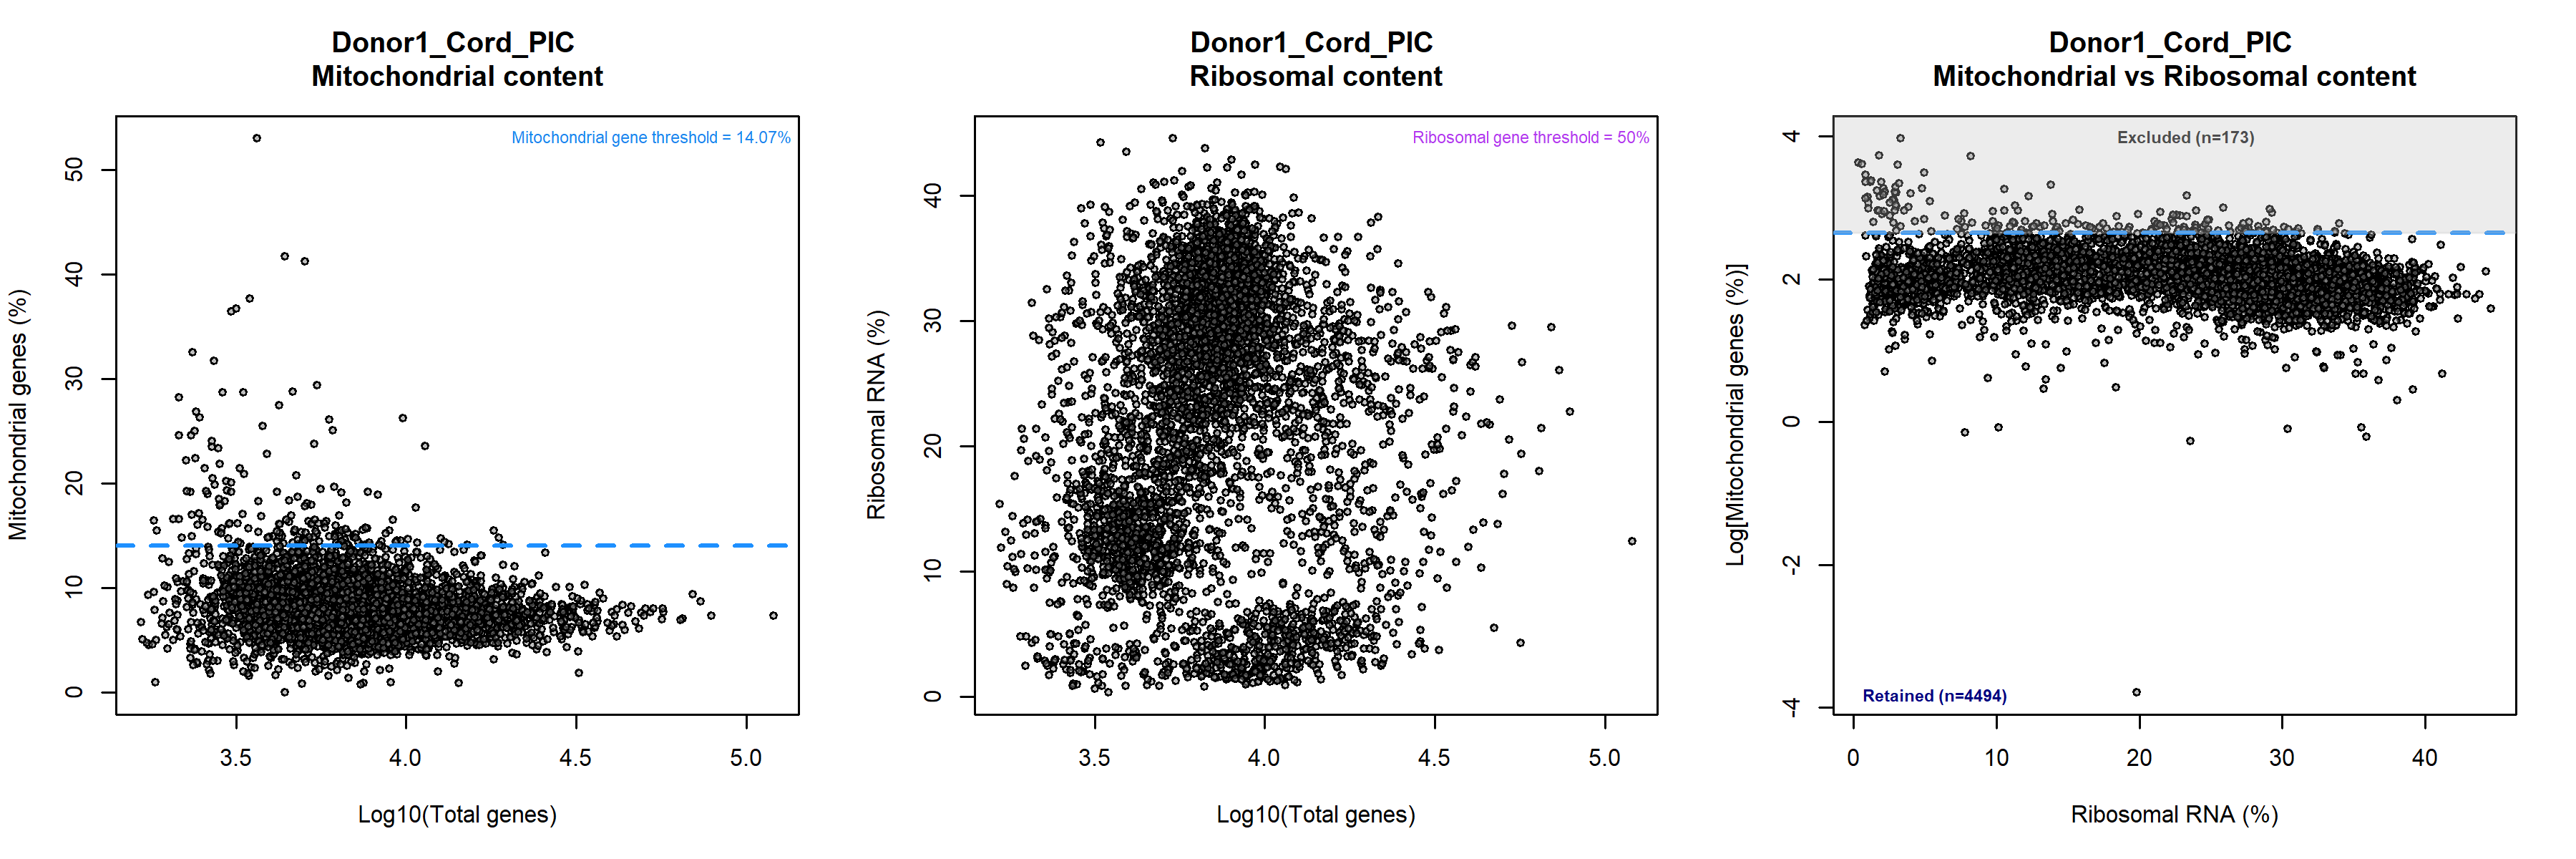 Donor1_Cord_PIC
Mitochondrial content
Mitochondrial gene threshold = 14.07%
Mitochondrial genes (%)
50
40
30
20
10
0
3.5
4.0
4.5
5.0
Log10(Total genes)
Donor1_Cord_PIC
Ribosomal content
Ribosomal gene threshold = 50%
Ribosomal RNA (%)
40
30
20
10
0
3.5
4.0
4.5
5.0
Log10(Total genes)
Donor1_Cord_PIC
Mitochondrial vs Ribosomal content
Excluded (n=173)
Log[Mitochondrial genes (%)]
4
2
0
-2
-4
Retained (n=4494)
0
10
20
30
40
Ribosomal RNA (%)